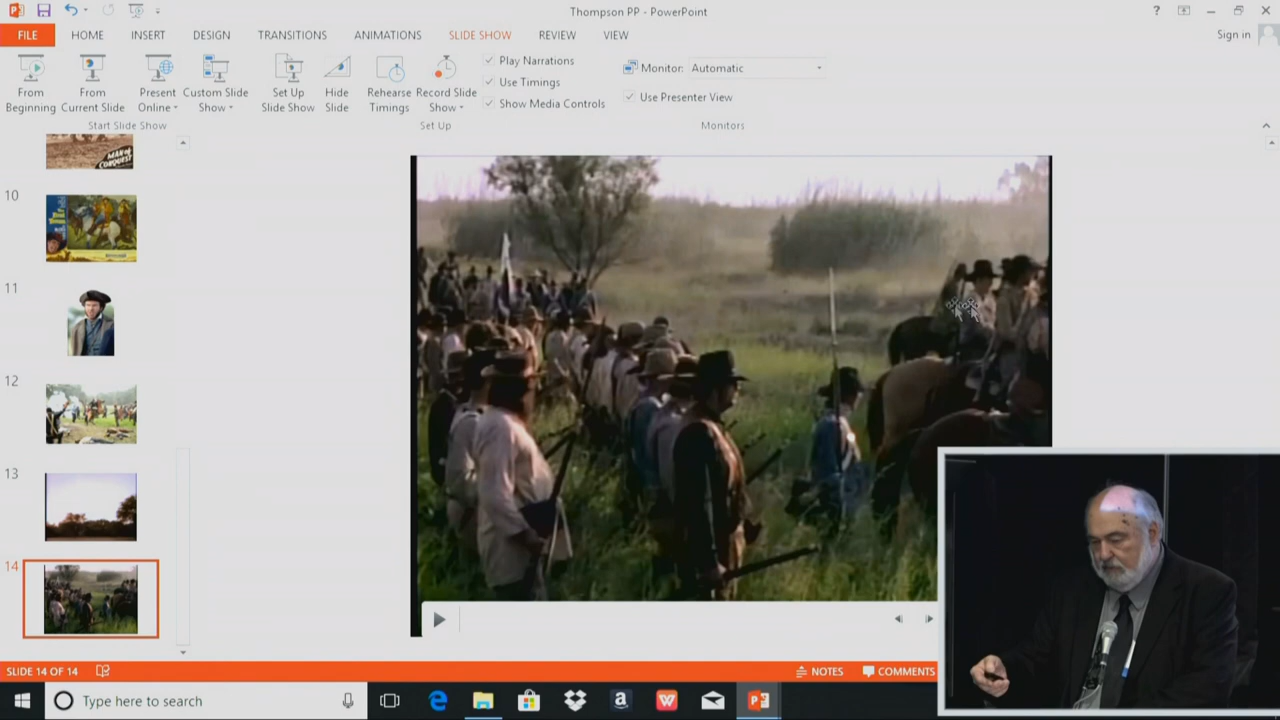 Thompson PP - PowerPoint
?
FILE HOME INSERT DESIGN TRANSITIONS ANIMATIONS SLIDE SHOW REVIEW VIEW Sign in
From Beginning
From Current Slide
Present Online
Custom Slide Show
Set Up Slide Show
Hide Slide
Rehearse Timings
Record Slide Show
Play Narrations
Use Timings
Show Media Controls
Monitor: Automatic
Use Presenter View
Start Slide Show
Set Up
Monitors
MAN OF CONQUEST
10
11
12
13
14
SLIDE 14 OF 14
NOTES
COMMENTS
Type here to search